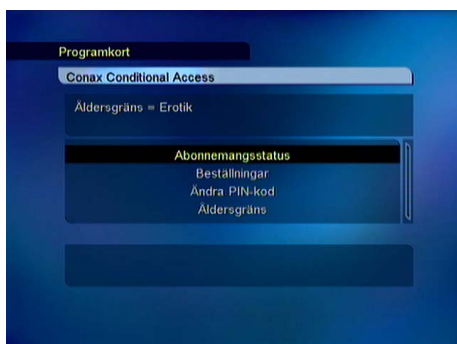 Programkort
Conax Conditional Access
Åldersgräns = Erotik
Abonnemangsstatus
Beställningar
Ändra PIN-kod
Åldersgräns